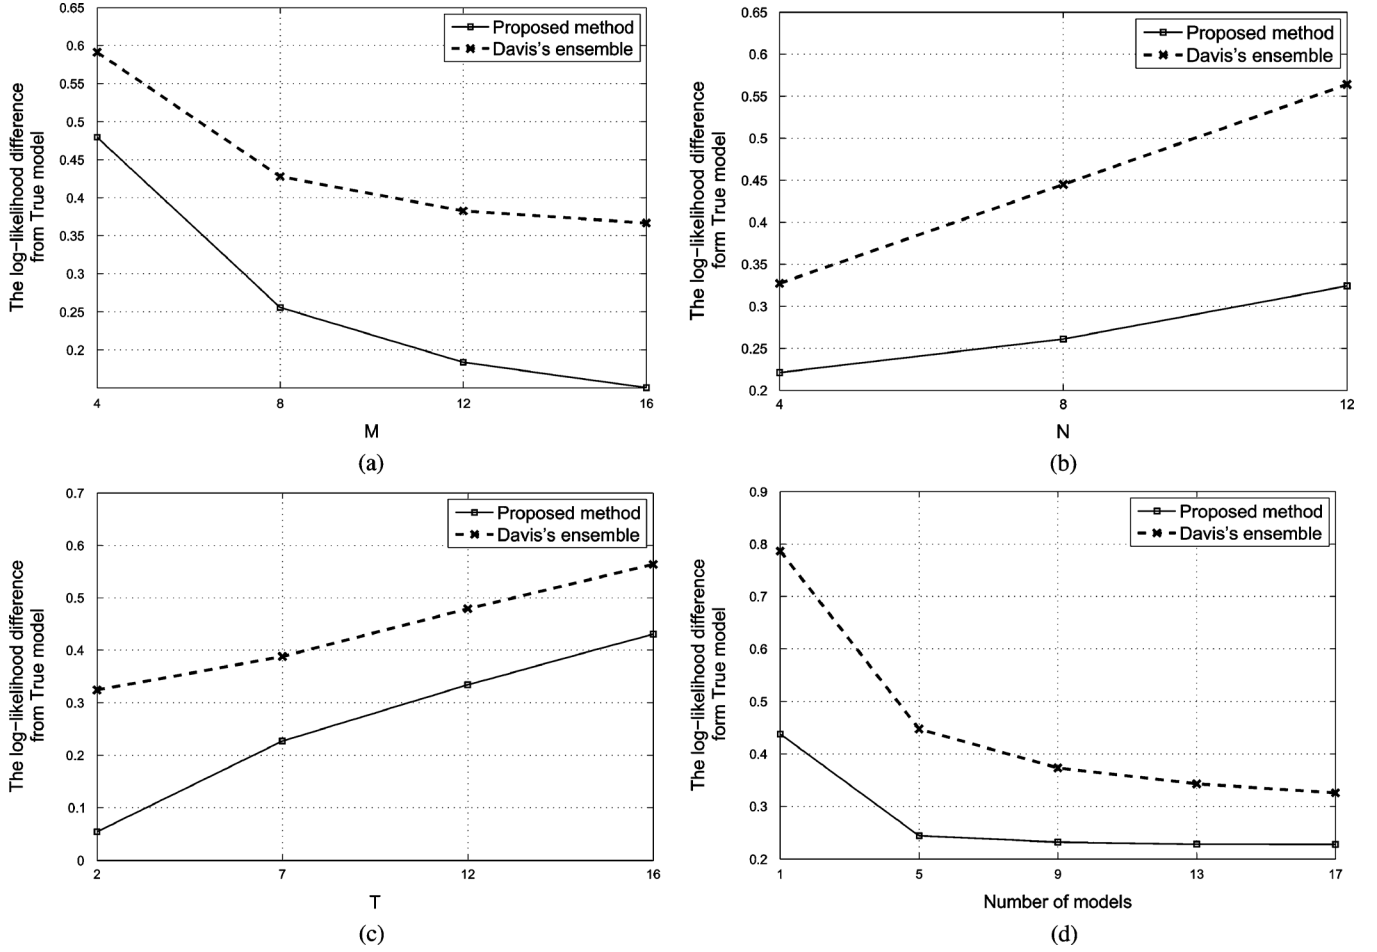 0.65
0.6
0.55
0.5
0.45
0.4
0.35
0.3
0.25
0.2
4
8
12
16
The log-likelihood difference
from True model
M
Proposed method
Davis's ensemble
(a)
0.65
0.6
0.55
0.5
0.45
0.4
0.35
0.3
0.25
0.2
4
8
12
The log-likelihood difference
form True model
N
Proposed method
Davis's ensemble
(b)
0.7
0.6
0.5
0.4
0.3
0.2
0.1
0
2
7
12
16
The log-likelihood difference
from True model
T
Proposed method
Davis's ensemble
(c)
0.9
0.8
0.7
0.6
0.5
0.4
0.3
0.2
1
5
9
13
17
The log-likelihood difference
form True model
Number of models
Proposed method
Davis's ensemble
(d)